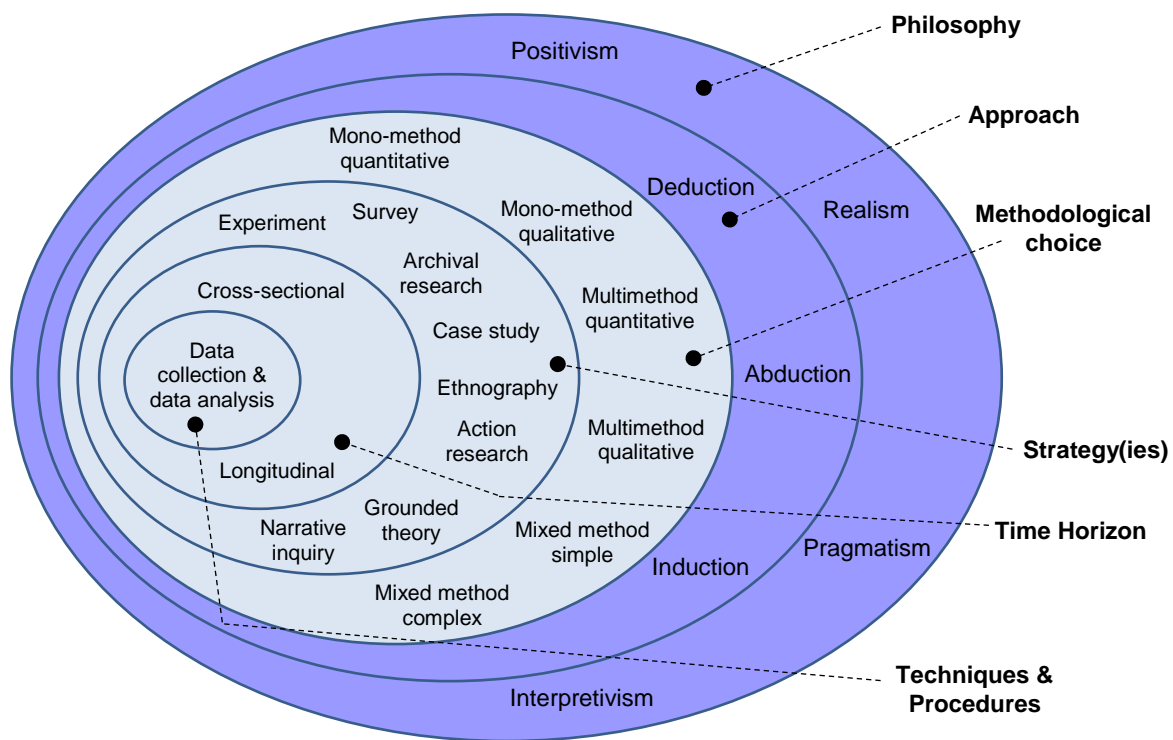 Philosophy
Positivism
Approach
Mono-method
quantitative
Deduction
Mono-method
qualitative
Realism
Methodological
choice
Experiment
Survey
Archival
research
Cross-sectional
Multimethod
quantitative
Case study
Data
collection &
data analysis
Ethnography
Abduction
Action
research
Multimethod
qualitative
Strategy(ies)
Longitudinal
Grounded
theory
Narrative
inquiry
Mixed method
simple
Time Horizon
Pragmatism
Induction
Mixed method
complex
Techniques &
Procedures
Interpretivism